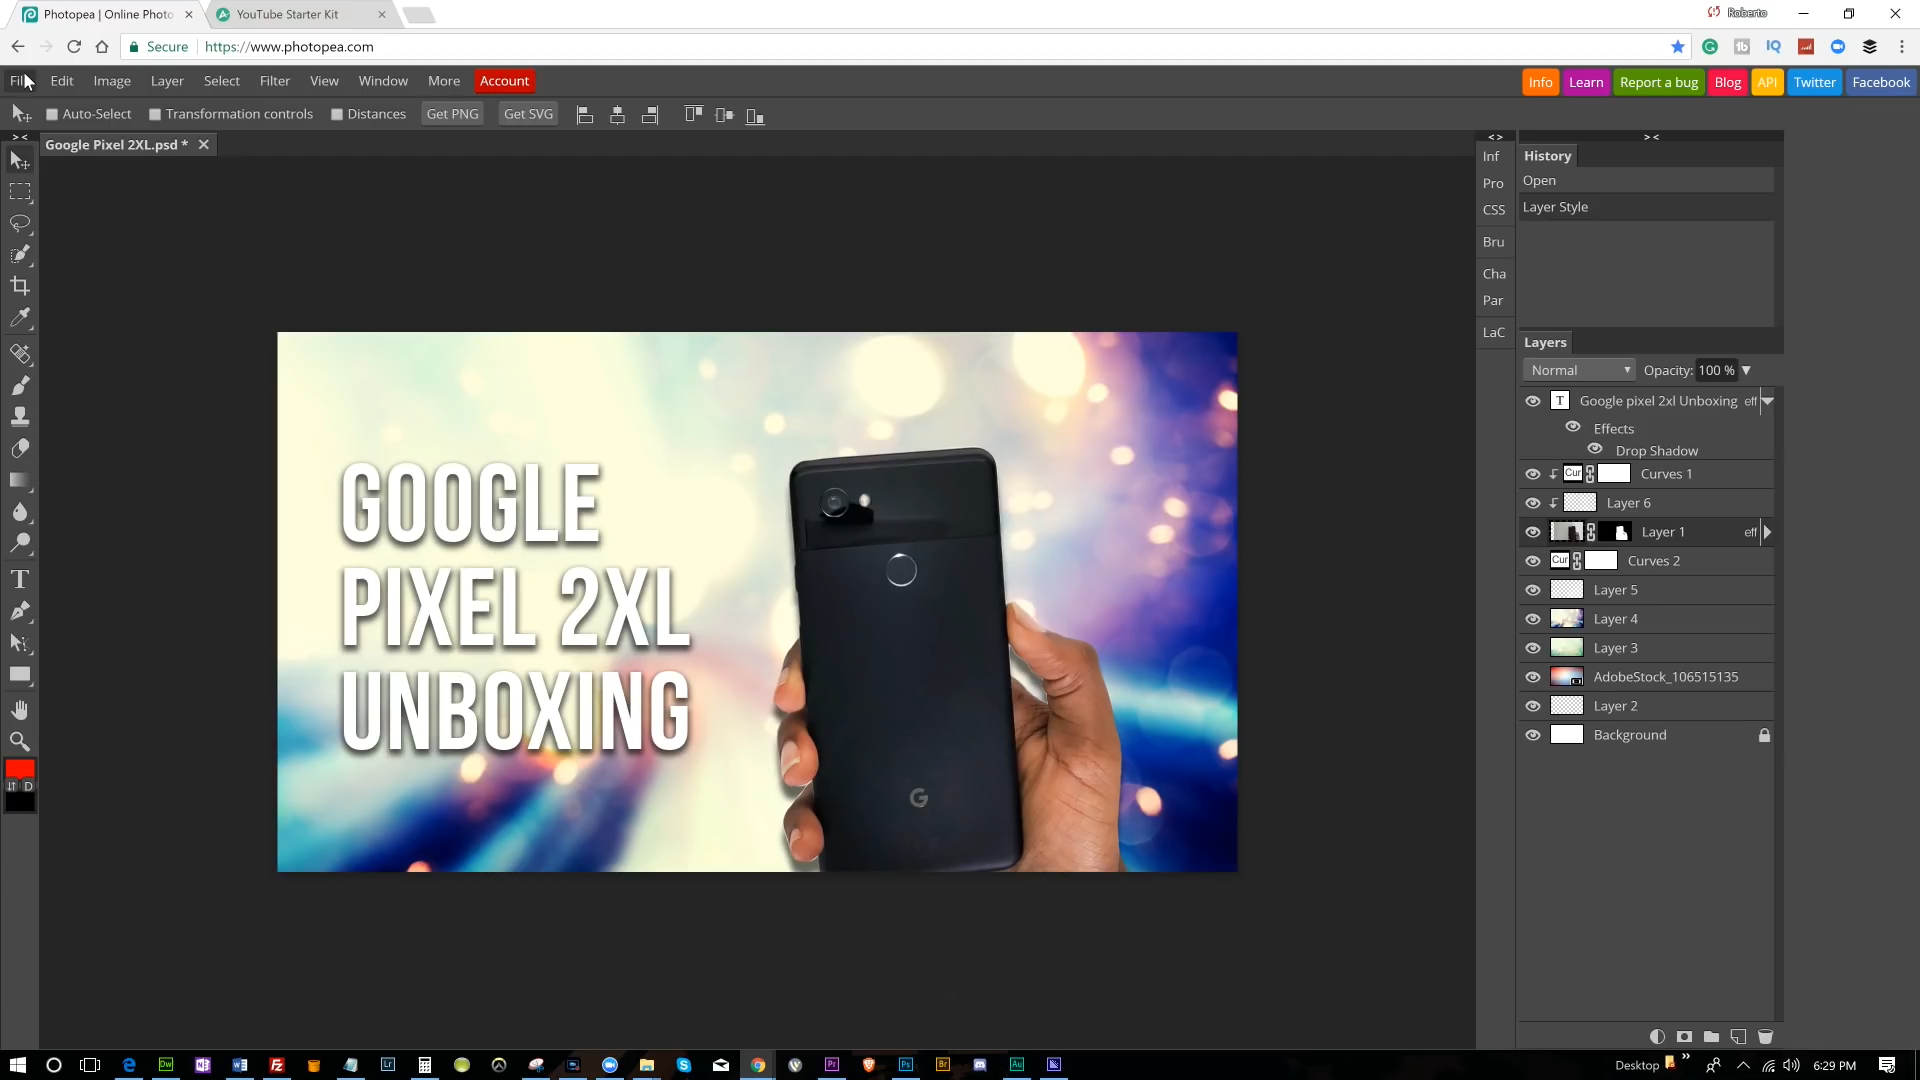 Photopea | Online Photo
YouTube Starter Kit
Roberto
Secure
https://www.photopea.com
Edit
Image
Layer
Select
Filter
View
Window
More
Account
Info
Learn
Report a bug
Blog
API
Twitter
Facebook
Auto-Select
Transformation controls
Distances
Get PNG
Get SVG
Google Pixel 2XL.psd *
GOOGLE
PIXEL 2XL
UNBOXING
G
Inf
Pro
CSS
Bru
Cha
Par
LaC
History
Open
Layer Style
Layers
Normal
Opacity: 100 %
T Google pixel 2xl Unboxing eff
Effects
Drop Shadow
Cur Curves 1
Layer 6
Layer 1 eff
Cur Curves 2
Layer 5
Layer 4
Layer 3
AdobeStock_106515135
Layer 2
Background
T
D
Desktop
6:29 PM